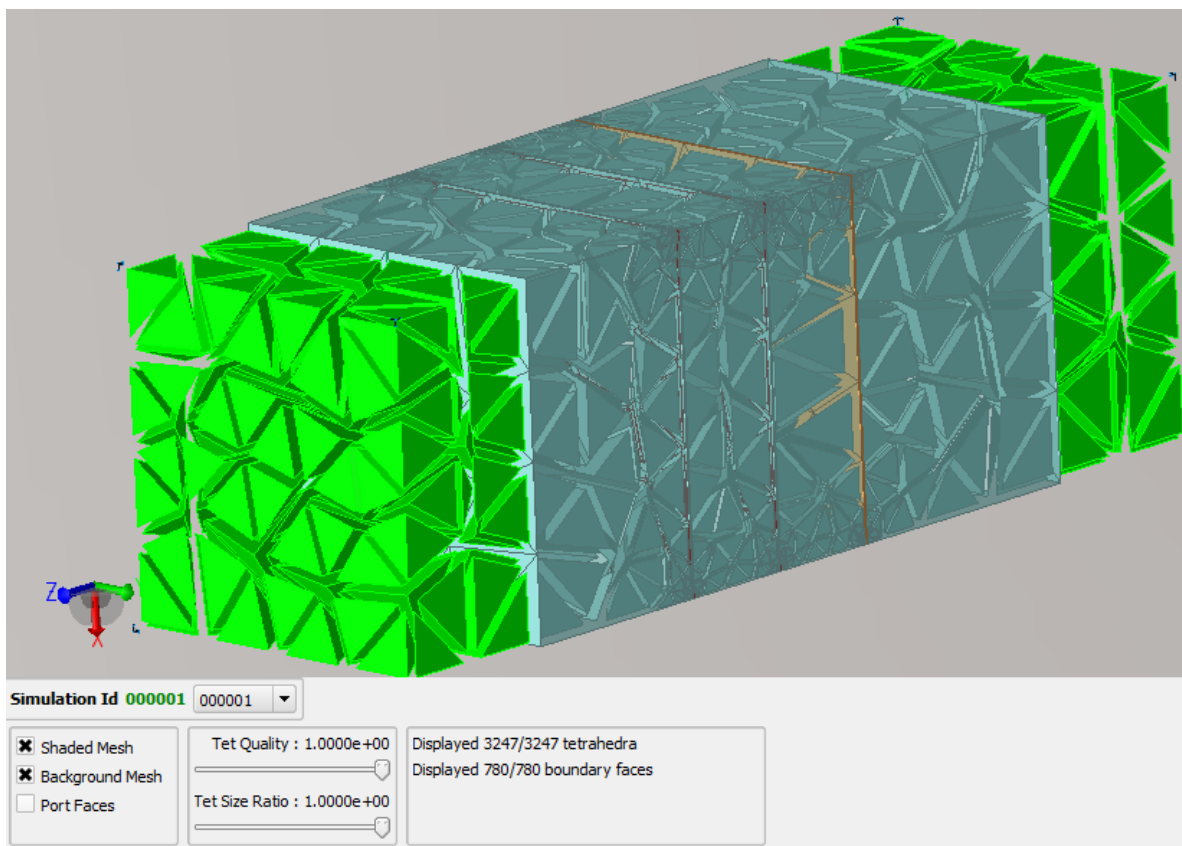 Z
X
Simulation Id 000001 000001
Shaded Mesh
Background Mesh
Port Faces
Tet Quality : 1.0000e+00
Tet Size Ratio : 1.0000e+00
Displayed 3247/3247 tetrahedra
Displayed 780/780 boundary faces